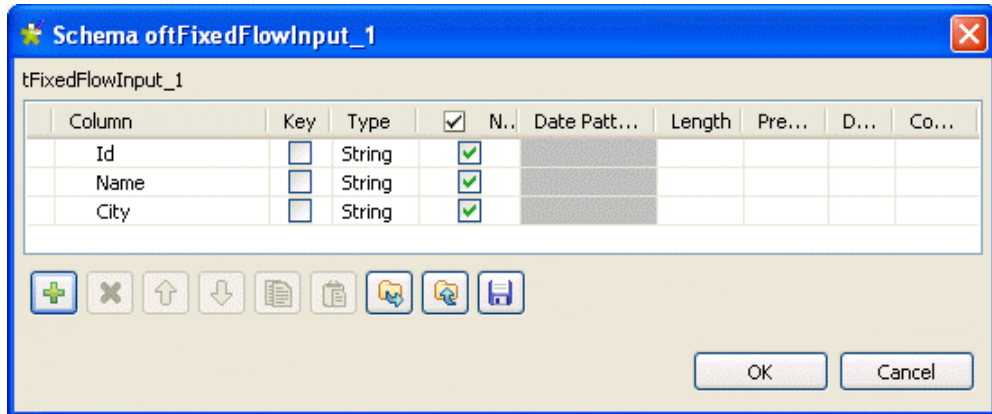 Schema oftFixedFlowInput_1
tFixedFlowInput_1
Column Key Type N.. Date Patt... Length Pre... D... Co...
Id String
Name String
City String
OK Cancel